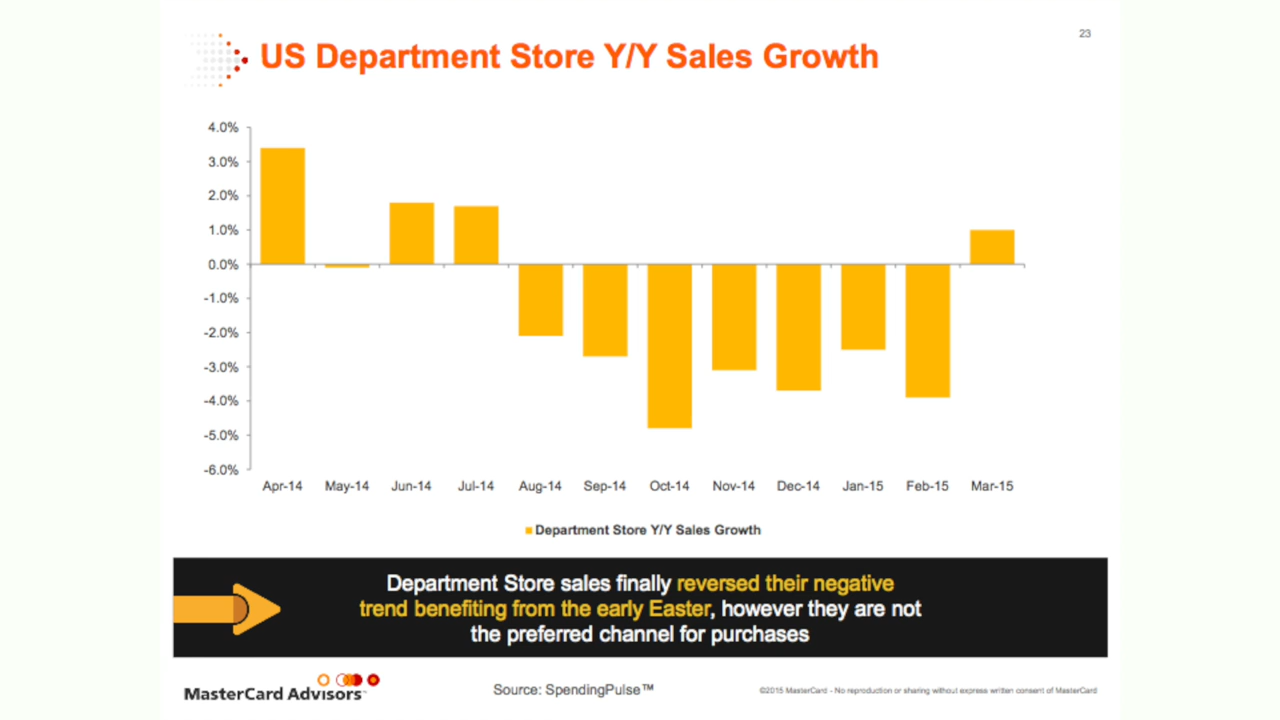 23
US Department Store Y/Y Sales Growth
4.0%
3.0%
2.0%
1.0%
0.0%
-1.0%
-2.0%
-3.0%
-4.0%
-5.0%
-6.0%
Apr-14 May-14 Jun-14 Jul-14 Aug-14 Sep-14 Oct-14 Nov-14 Dec-14 Jan-15 Feb-15 Mar-15
Department Store Y/Y Sales Growth
Department Store sales finally reversed their negative
trend benefiting from the early Easter, however they are not
the preferred channel for purchases
MasterCard Advisors™
Source: SpendingPulse™
©2015 MasterCard - No reproduction or sharing without express written consent of MasterCard